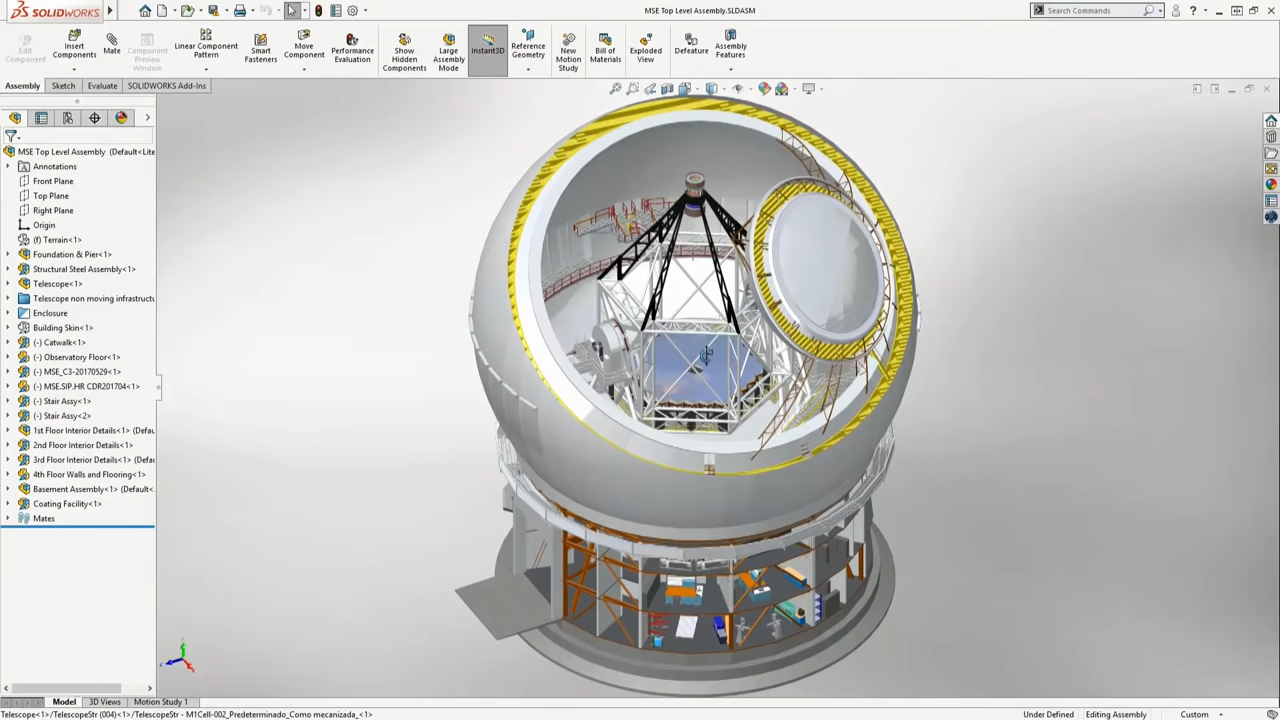 SOLIDWORKS
MSE Top Level Assembly.SLDASM
Search Commands
Edit Component
Insert Components
Mate
Component Preview Window
Linear Component Pattern
Smart Fasteners
Move Component
Performance Evaluation
Show Hidden Components
Large Assembly Mode
Instant3D
Reference Geometry
New Motion Study
Bill of Materials
Exploded View
Defeature
Assembly Features
Assembly Sketch Evaluate SOLIDWORKS Add-Ins
MSE Top Level Assembly (Default<Lite
Annotations
Front Plane
Top Plane
Right Plane
Origin
(f) Terrain<1>
Foundation & Pier<1>
Structural Steel Assembly<1>
Telescope<1>
Telescope non moving infrastructu
Enclosure
Building Skin<1>
(-) Catwalk<1>
(-) Observatory Floor<1>
(-) MSE_C3-20170529<1>
(-) MSE.SIP.HR CDR201704<1>
(-) Stair Assy<1>
(-) Stair Assy<2>
1st Floor Interior Details<1> (Defau
2nd Floor Interior Details<1>
3rd Floor Interior Details<1> (Defau
4th Floor Walls and Flooring<1>
Basement Assembly<1> (Default<
Coating Facility<1>
Mates
Model 3D Views Motion Study 1
Telescope<1>/TelescopeStr (004)<1>/TelescopeStr - M1Cell-002_Predeterminado_Como mecanizada_<1>
Under Defined Editing Assembly Custom